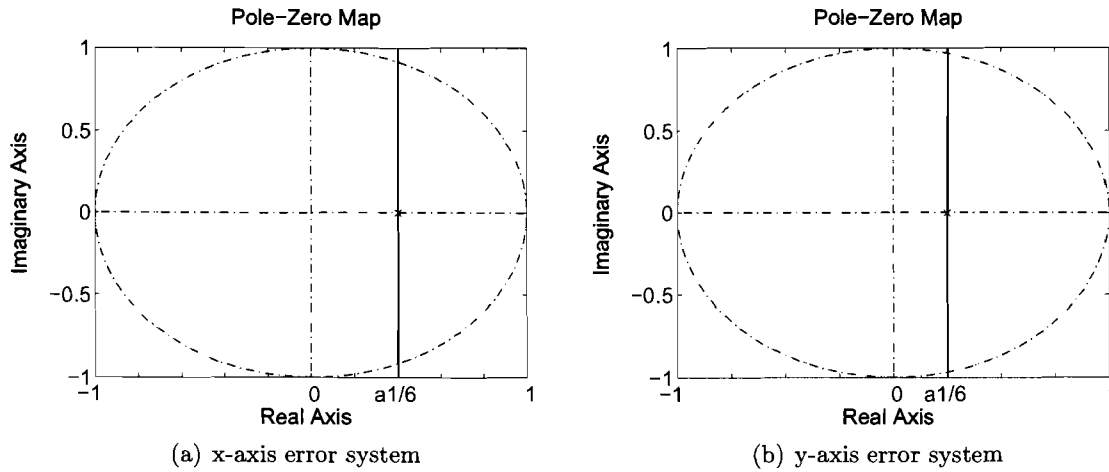 Pole-Zero Map
Imaginary Axis
1
0.5
0
-0.5
-1
-1
0
a1/6
1
Real Axis
(a) x-axis error system
Pole-Zero Map
Imaginary Axis
1
0.5
0
-0.5
-1
-1
0
a1/6
Real Axis
(b) y-axis error system